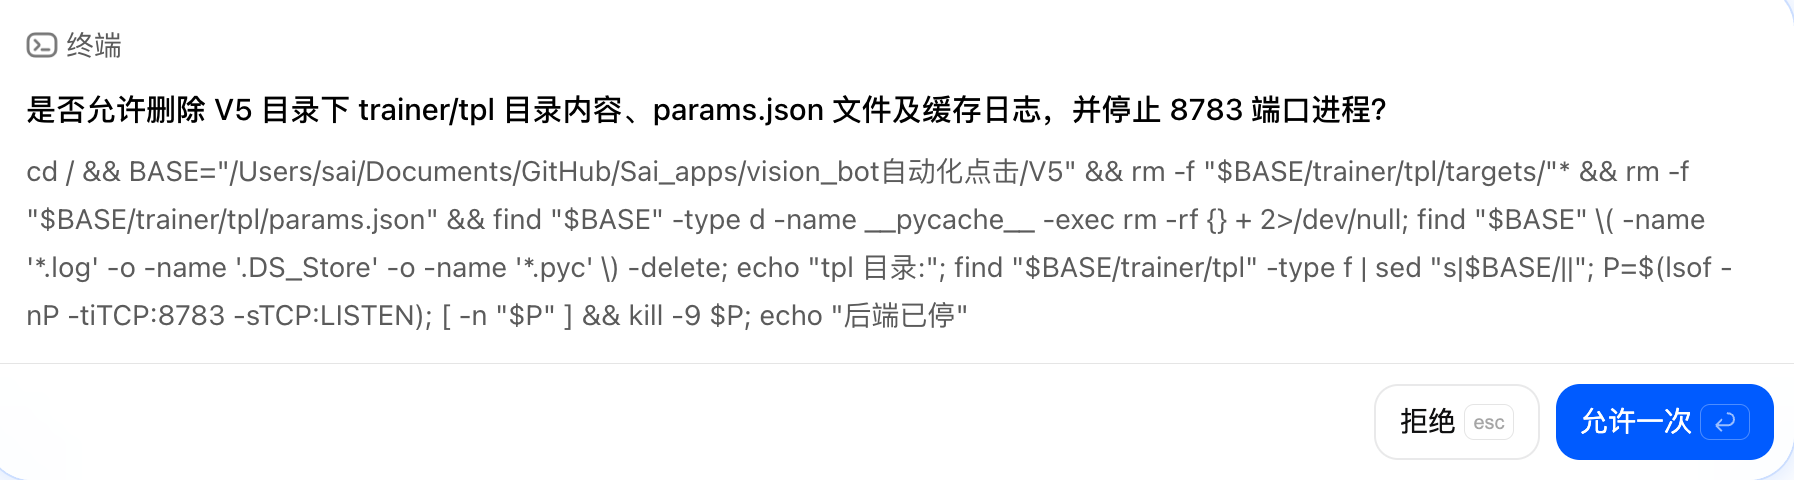 终端
是否允许删除 V5 目录下 trainer/tpl 目录内容、params.json 文件及缓存日志，并停止 8783 端口进程?
cd / && BASE="/Users/sai/Documents/GitHub/Sai_apps/vision_bot自动化点击/V5" && rm -f "$BASE/trainer/tpl/targets/"* && rm -f
"$BASE/trainer/tpl/params.json" && find "$BASE" -type d -name __pycache__ -exec rm -rf {} + 2>/dev/null; find "$BASE" \( -name
'*.log' -o -name '.DS_Store' -o -name '*.pyc' \) -delete; echo "tpl 目录:"; find "$BASE/trainer/tpl" -type f | sed "s|$BASE/||"; P=$(lsof -
nP -tiTCP:8783 -sTCP:LISTEN); [ -n "$P" ] && kill -9 $P; echo "后端已停"
拒绝 esc 允许一次